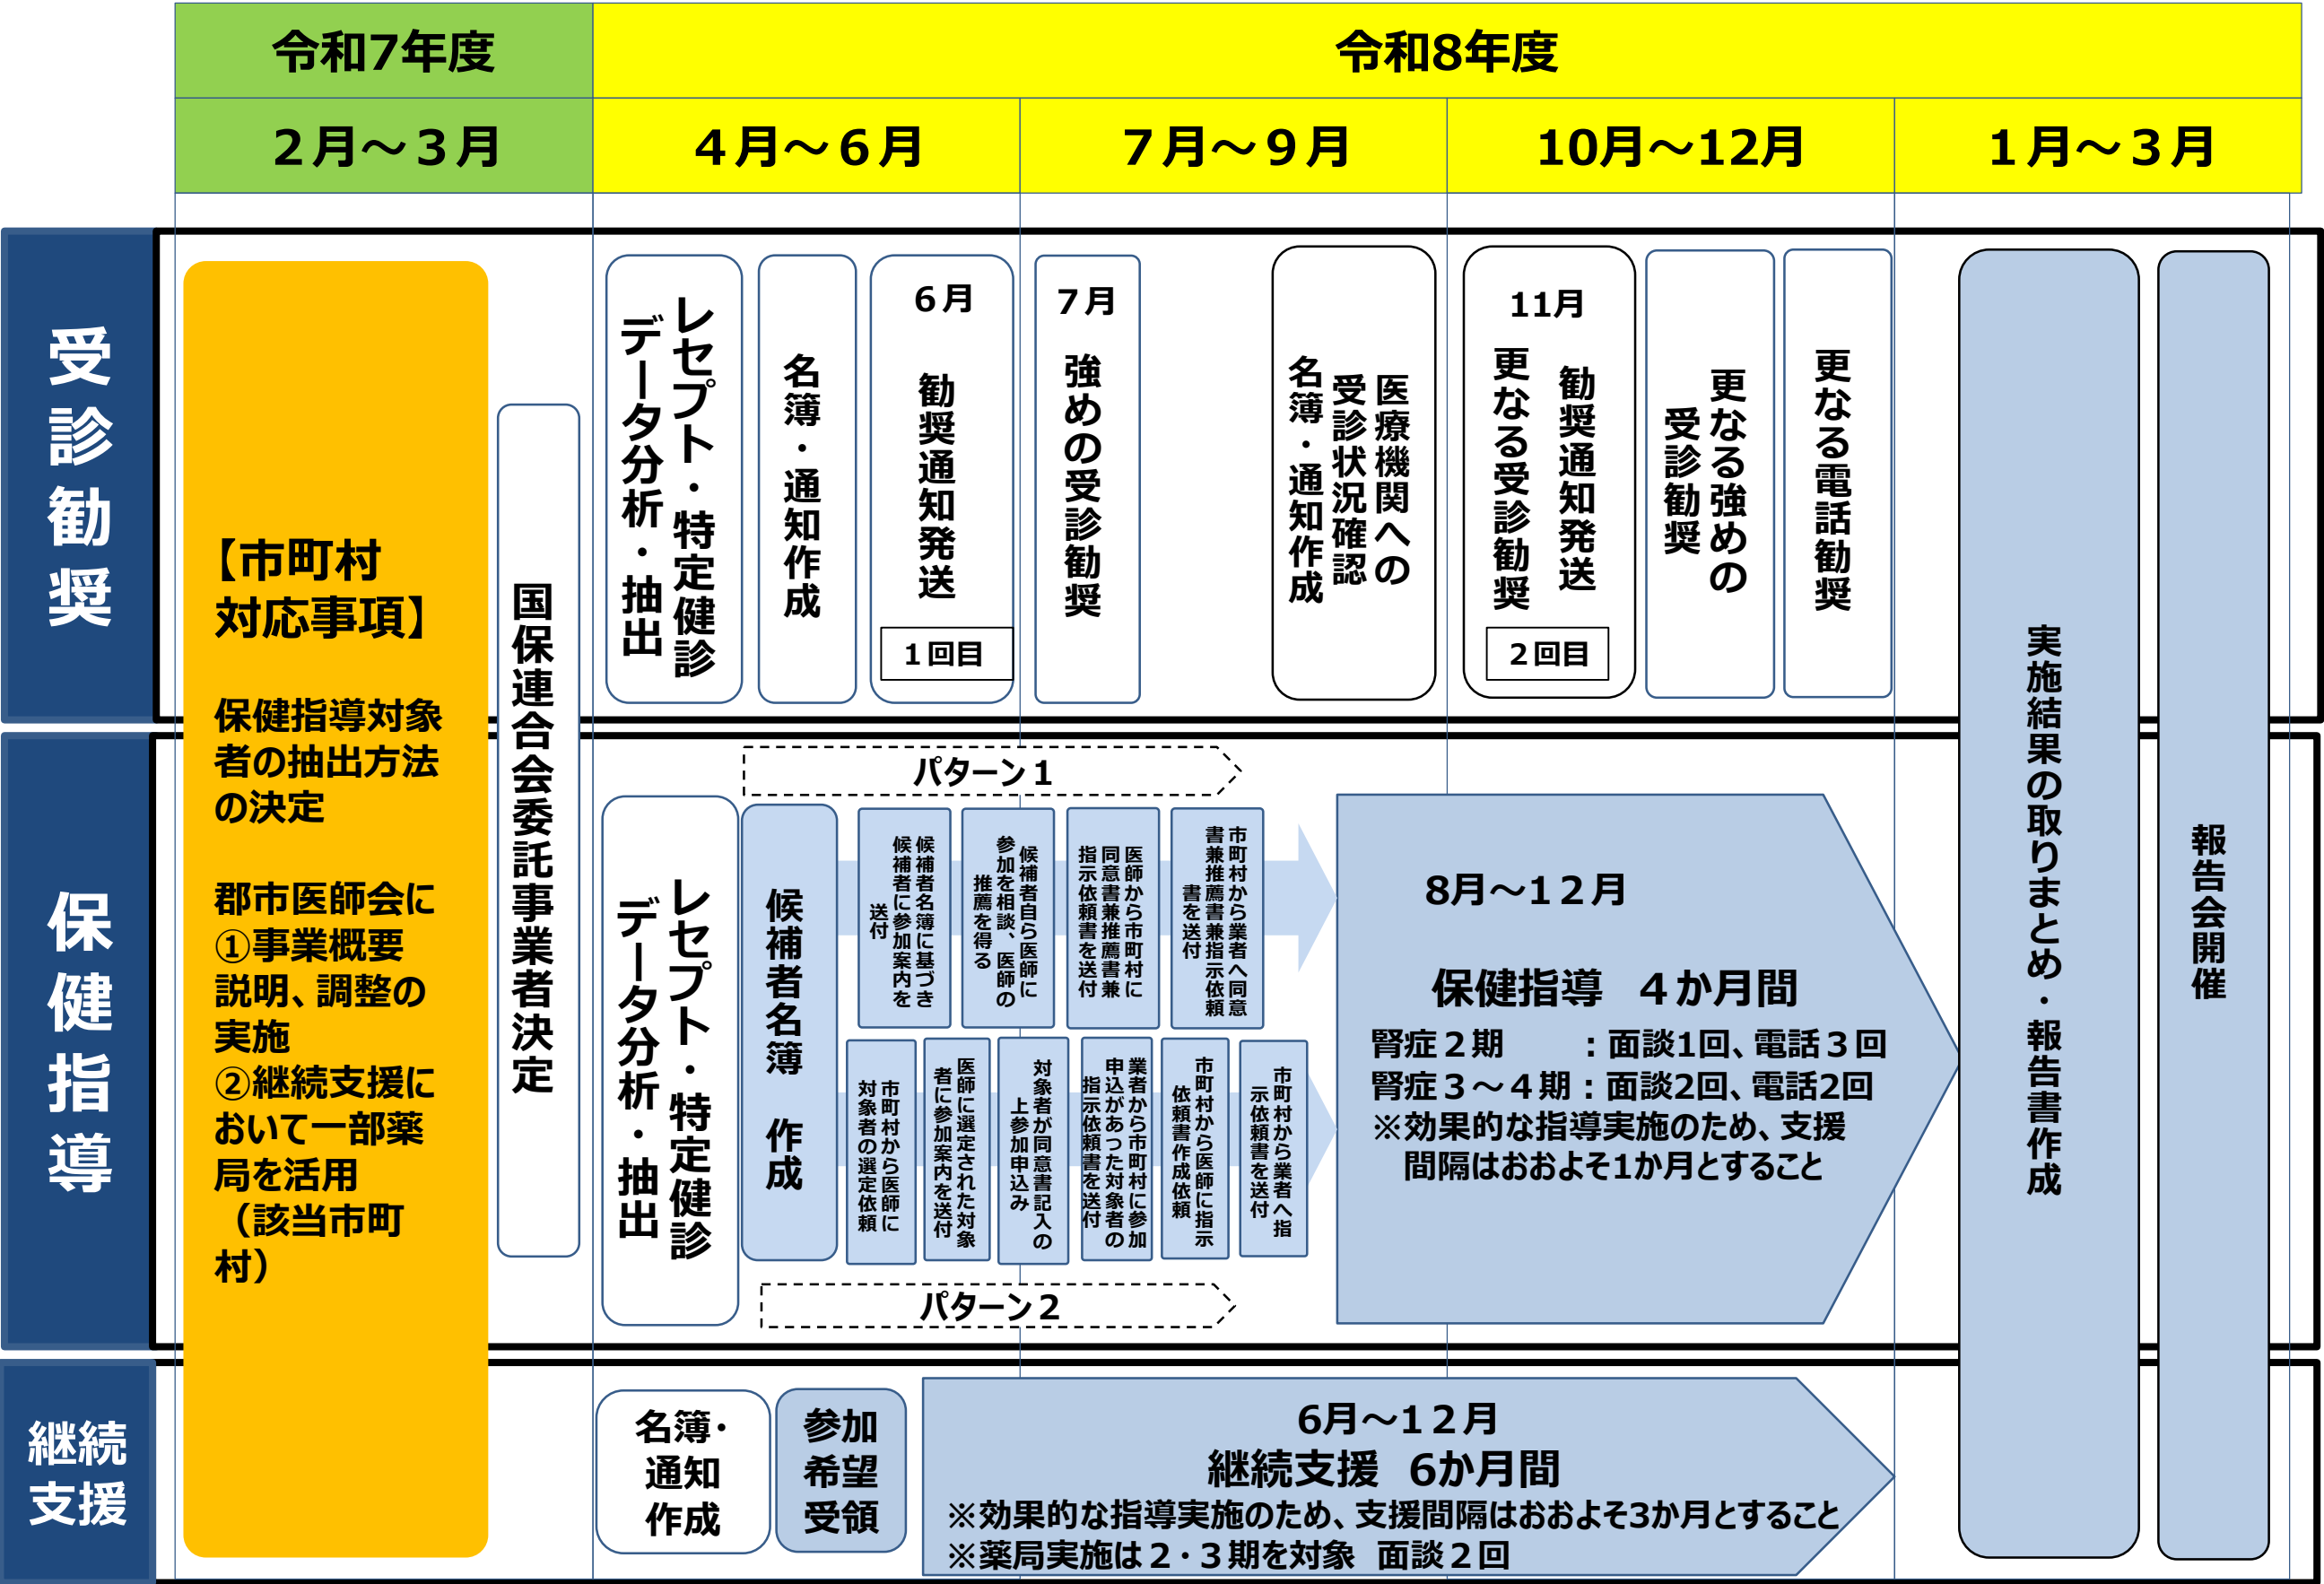 令和7年度
令和8年度
２月～３月
４月～６月
７月～９月
10月～12月
１月～３月
受診勧奨
【市町村
対応事項】
保健指導対象
者の抽出方法
の決定
郡市医師会に
①事業概要
説明、調整の
実施
②継続支援に
おいて一部薬
局を活用
（該当市町
村）
国保連合会委託事業者決定
レセプト・特定健診
データ分析・抽出
名簿・通知作成
６月
勧奨通知発送
１回目
７月
強めの受診勧奨
医療機関への
受診状況確認
名簿・通知作成
11月
勧奨通知発送
更なる受診勧奨
２回目
更なる強めの
受診勧奨
更なる電話勧奨
実施結果の取りまとめ・報告書作成
報告会開催
保健指導
レセプト・特定健診
データ分析・抽出
候補者名簿　作成
パターン１
候補者名簿に基づき
候補者に参加案内を
送付
候補者自ら医師に
参加を相談、医師の
推薦を得る
医師から市町村に
同意書兼推薦書兼
指示依頼書を送付
市町村から業者へ同意
書兼推薦書兼指示依頼
書を送付
市町村から医師に
対象者の選定依頼
医師に選定された対象
者に参加案内を送付
対象者が同意書記入の
上参加申込み
業者から市町村に参加
申込があった対象者の
指示依頼書を送付
市町村から医師に指示
依頼書作成依頼
市町村から業者へ指
示依頼書を送付
パターン２
8月～１２月
保健指導　４か月間
腎症２期　　：面談1回、電話３回
腎症３～４期：面談2回、電話2回
※効果的な指導実施のため、支援
間隔はおおよそ1か月とすること
継続
支援
名簿・
通知
作成
参加
希望
受領
6月～１２月
継続支援　6か月間
※効果的な指導実施のため、支援間隔はおおよそ3か月とすること
※薬局実施は２・３期を対象　面談２回